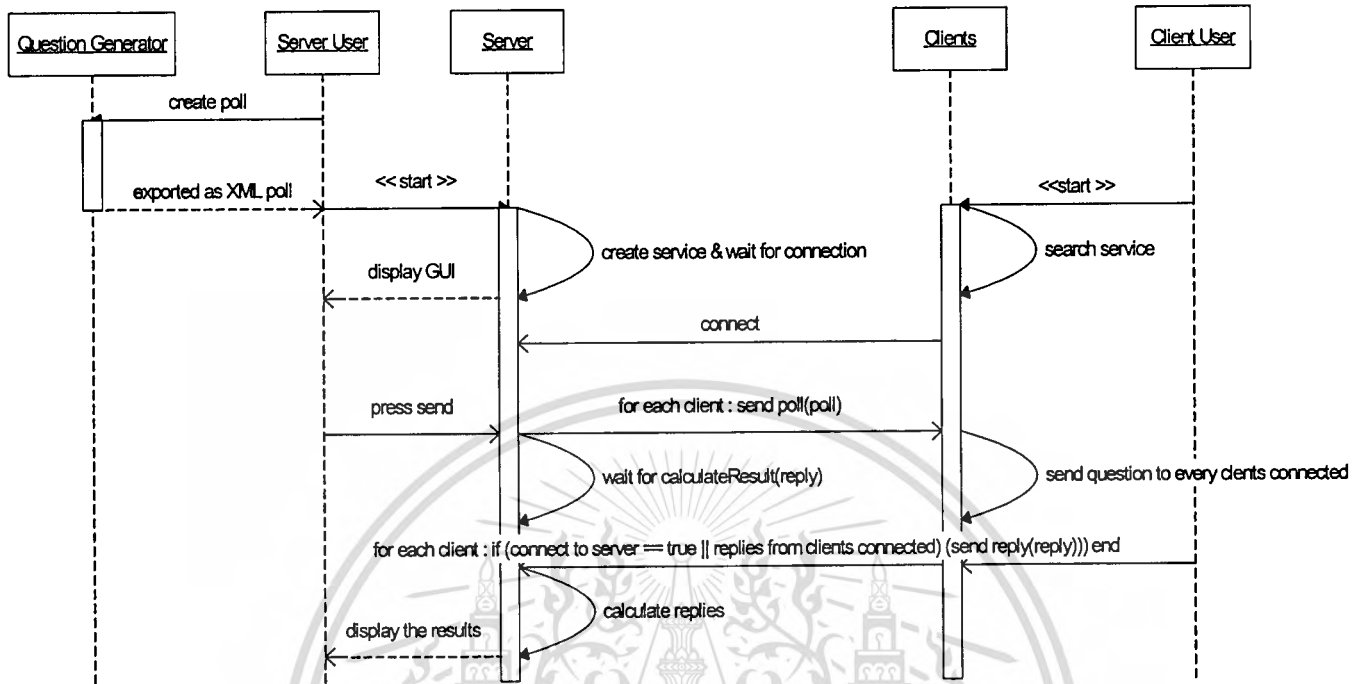 Question Generator
Server User
Server
Clients
Client User
create poll
exported as XML poll
<< start >>
<<start >>
create service & wait for connection
search service
display GUI
connect
press send
for each client : send poll(poll)
wait for calculateResult(reply)
send question to every clents connected
for each client : if (connect to server == true || replies from clients connected) (send reply(reply))) end
calculate replies
display the results